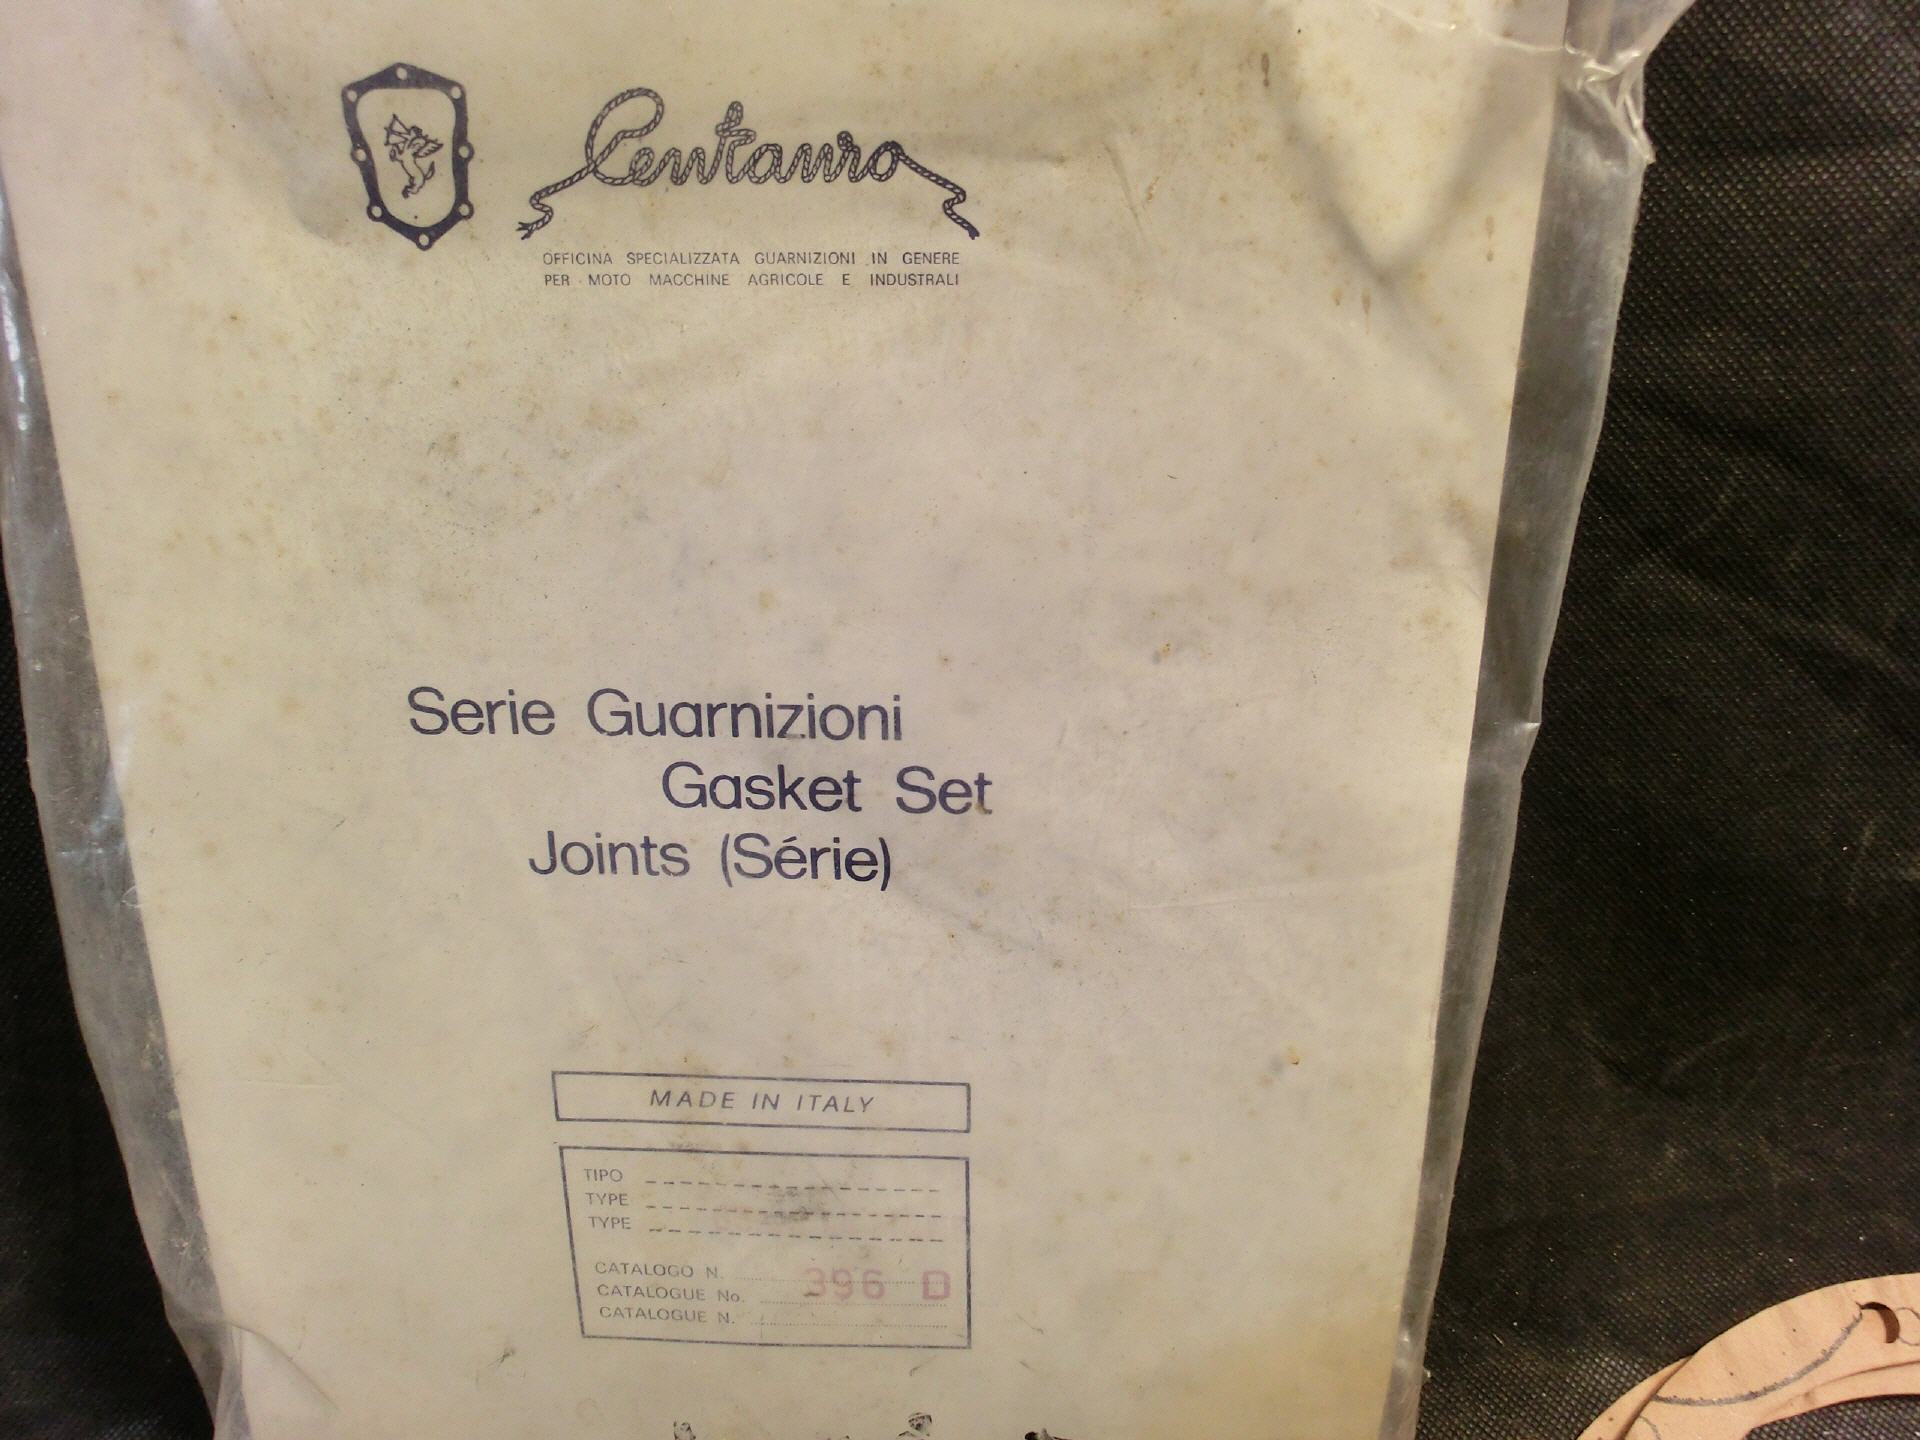 Centauro
OFFICINA SPECIALIZZATA GUARNIZIONI IN GENERE
PER MOTO MACCHINE AGRICOLE E INDUSTRIALI
Serie Guarnizioni
Gasket Set
Joints (Série)
MADE IN ITALY
TIPO
TYPE
TYPE
CATALOGO N.
CATALOGUE No. 396 D
CATALOGUE N.